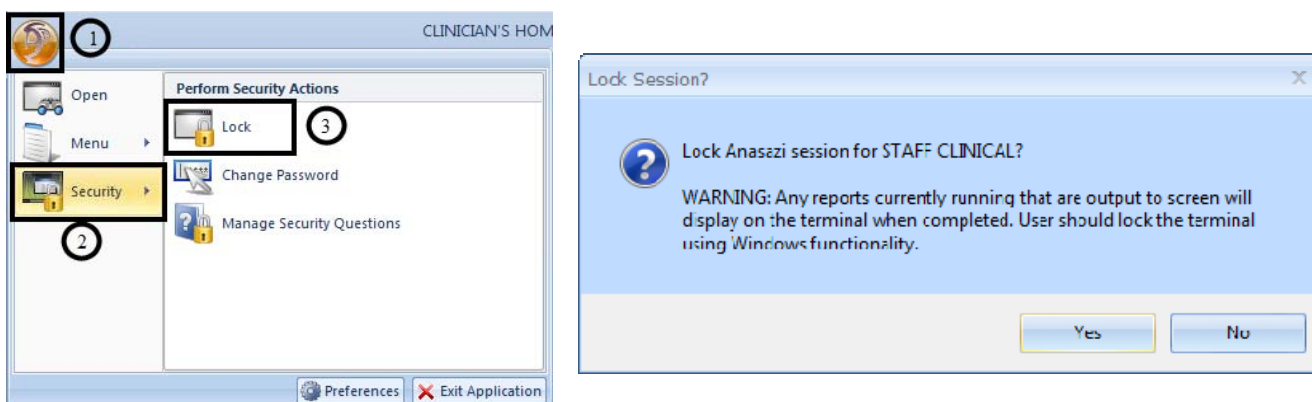 1
CLINICIAN'S HOM
Open
Menu
Security
2
Perform Security Actions
Lock
3
Change Password
Manage Security Questions
Preferences
Exit Application
Lock Session?
X
Lock Anasazi session for STAFF CLINICAL?
WARNING: Any reports currently running that are output to screen will
display on the terminal when completed. User should lock the terminal
using Windows functionality.
Yes
No